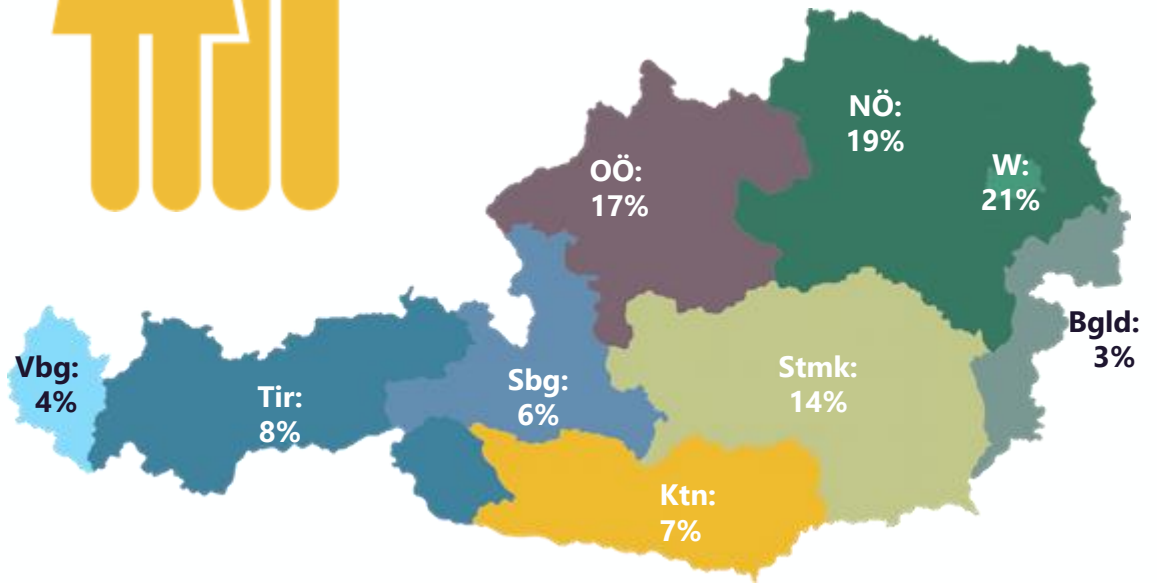 NÖ:
19%
W:
21%
OÖ:
17%
Bgld:
3%
Vbg:
4%
Tir:
8%
Sbg:
6%
Stmk:
14%
Ktn:
7%